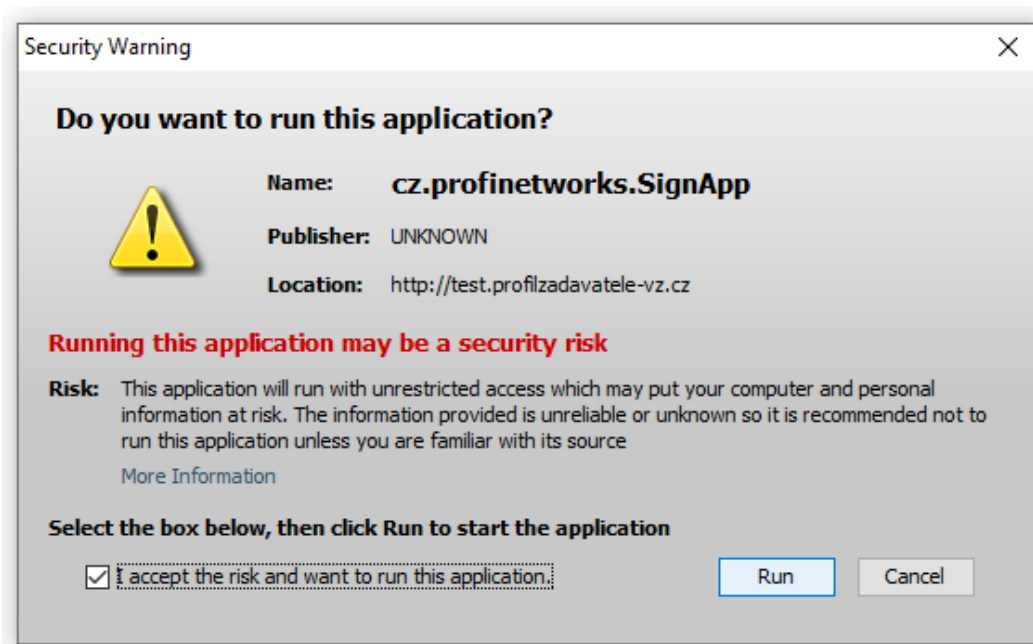 Security Warning
Do you want to run this application?
Name: cz.profinetworks.SignApp
Publisher: UNKNOWN
Location: http://test.profilzadavatele-vz.cz
Running this application may be a security risk
Risk: This application will run with unrestricted access which may put your computer and personal
information at risk. The information provided is unreliable or unknown so it is recommended not to
run this application unless you are familiar with its source
More Information
Select the box below, then click Run to start the application
I accept the risk and want to run this application.
Run Cancel